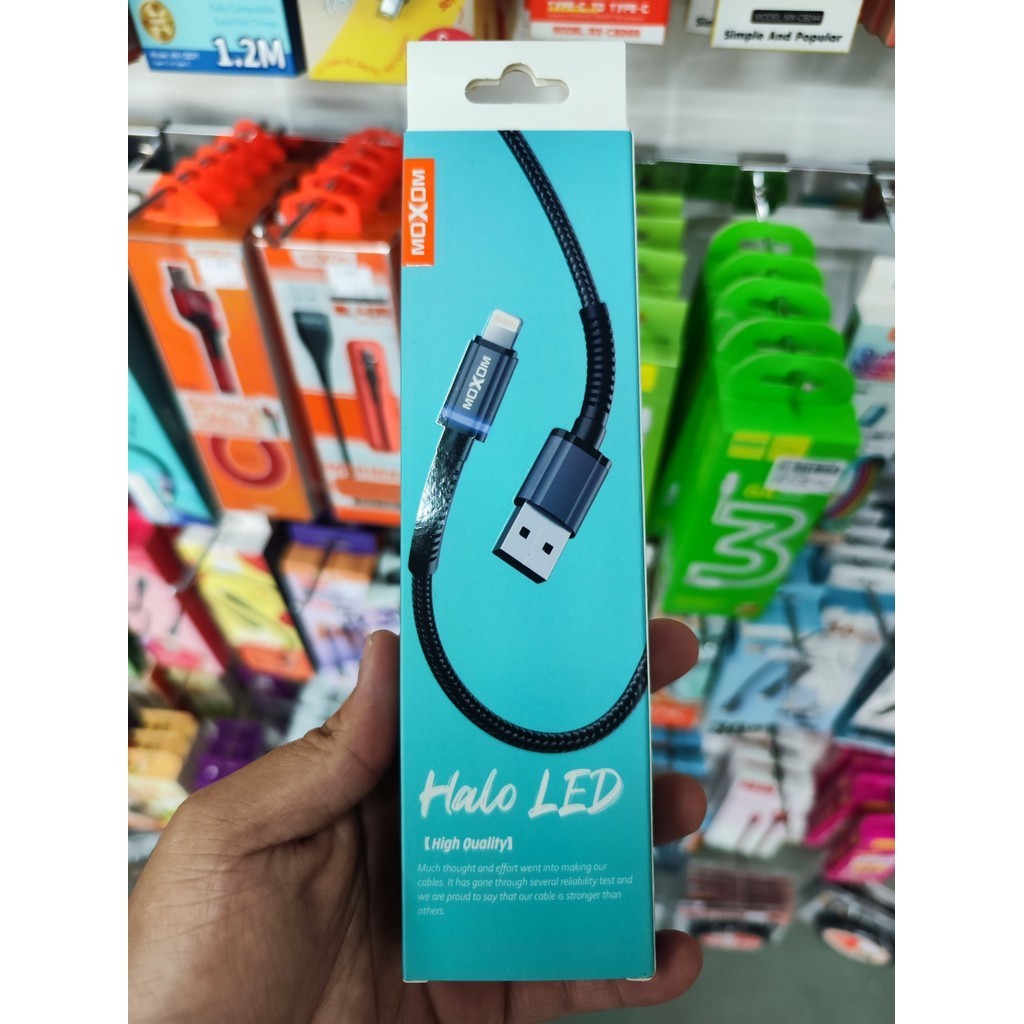 1.2M
TYPE-C TO TYPE-C
Simple And Popular
MOXOM
MOXOM
Halo LED
【High Quality】
Much thought and effort went into making our
cables. It has gone through several reliability test and
we are proud to say that our cable is stronger than
others.